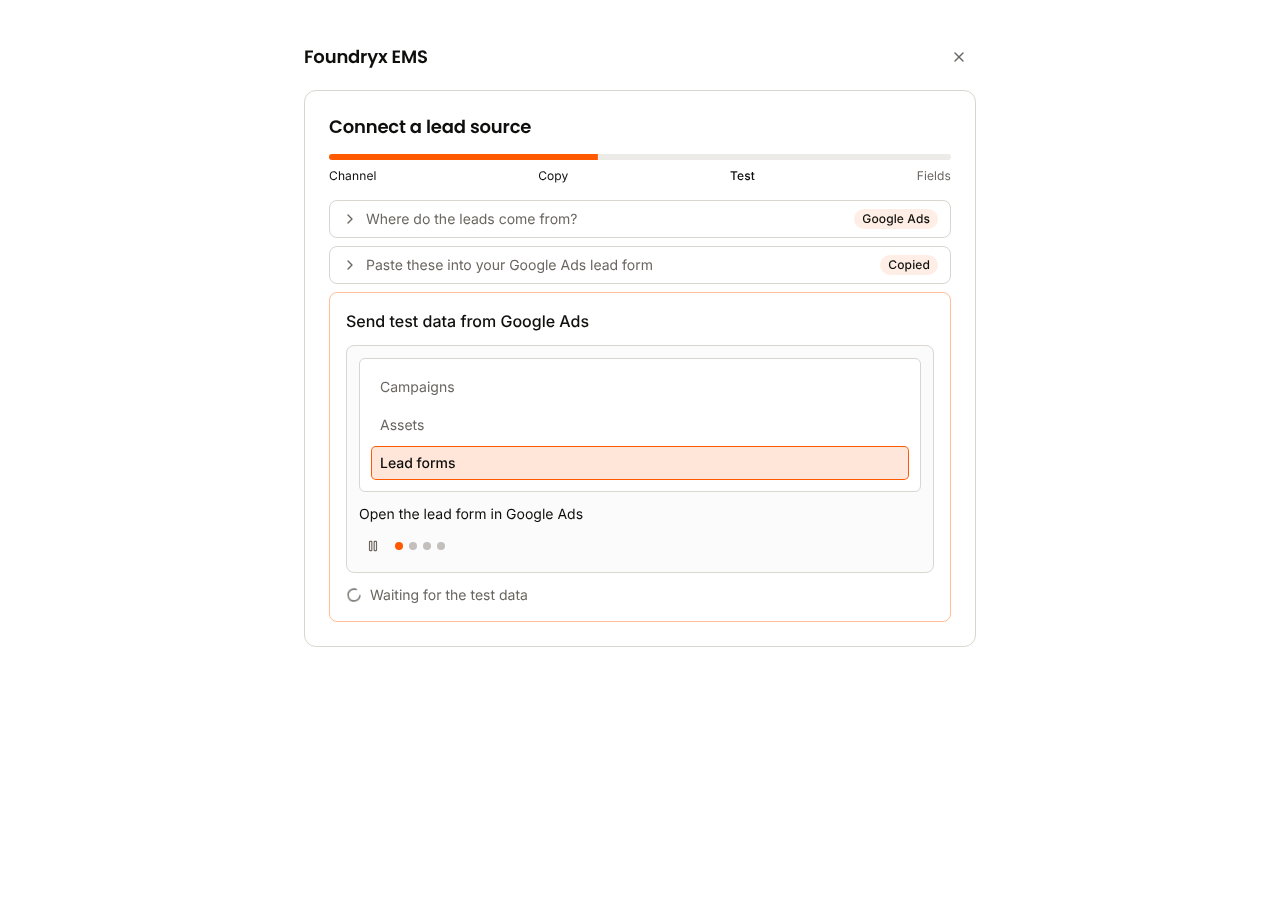 Foundryx EMS
Connect a lead source
Channel Copy Test Fields
Where do the leads come from? Google Ads
Paste these into your Google Ads lead form Copied
Send test data from Google Ads
Campaigns
Assets
Lead forms
Open the lead form in Google Ads
Waiting for the test data